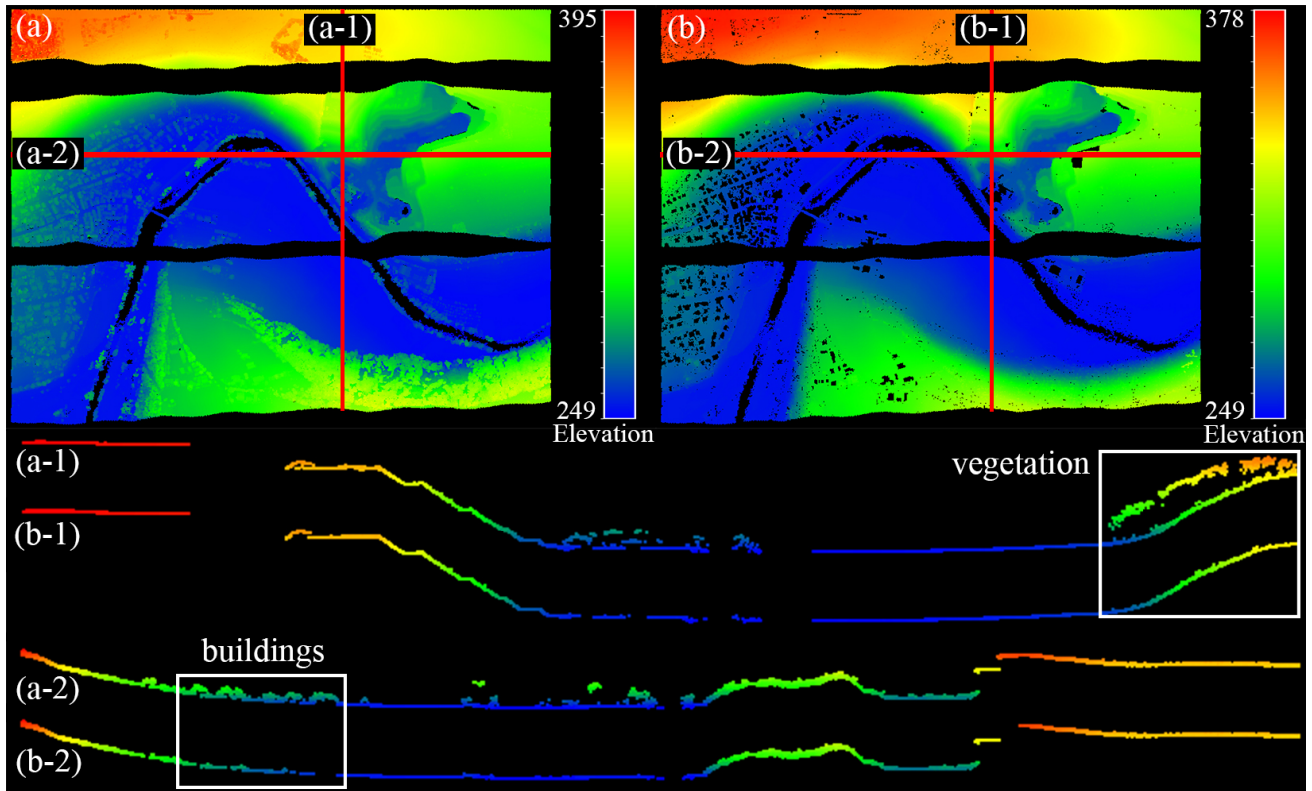 (a)
(a-1)
395
(a-2)
249
Elevation
(b)
(b-1)
378
(b-2)
249
Elevation
(a-1)
vegetation
(b-1)
buildings
(a-2)
(b-2)